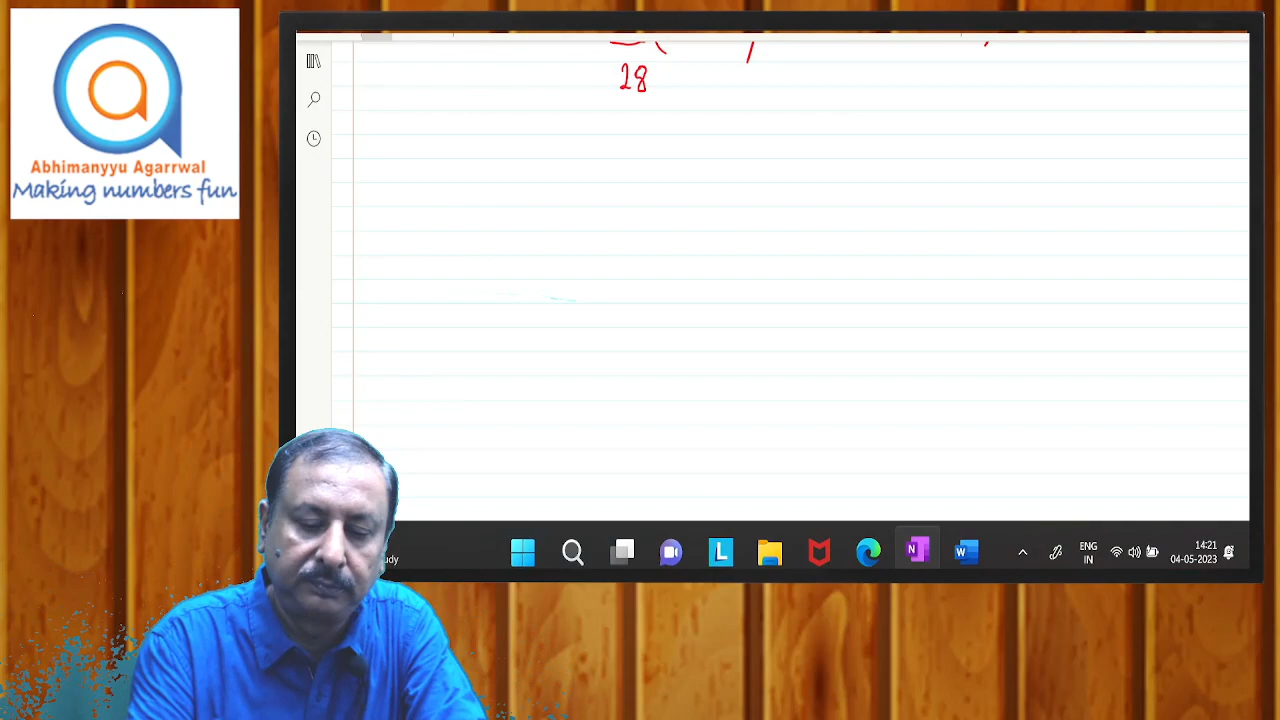 28
Abhimanyyu Agarrwal
Making numbers fun
ENG
IN
14:21
04-05-2023